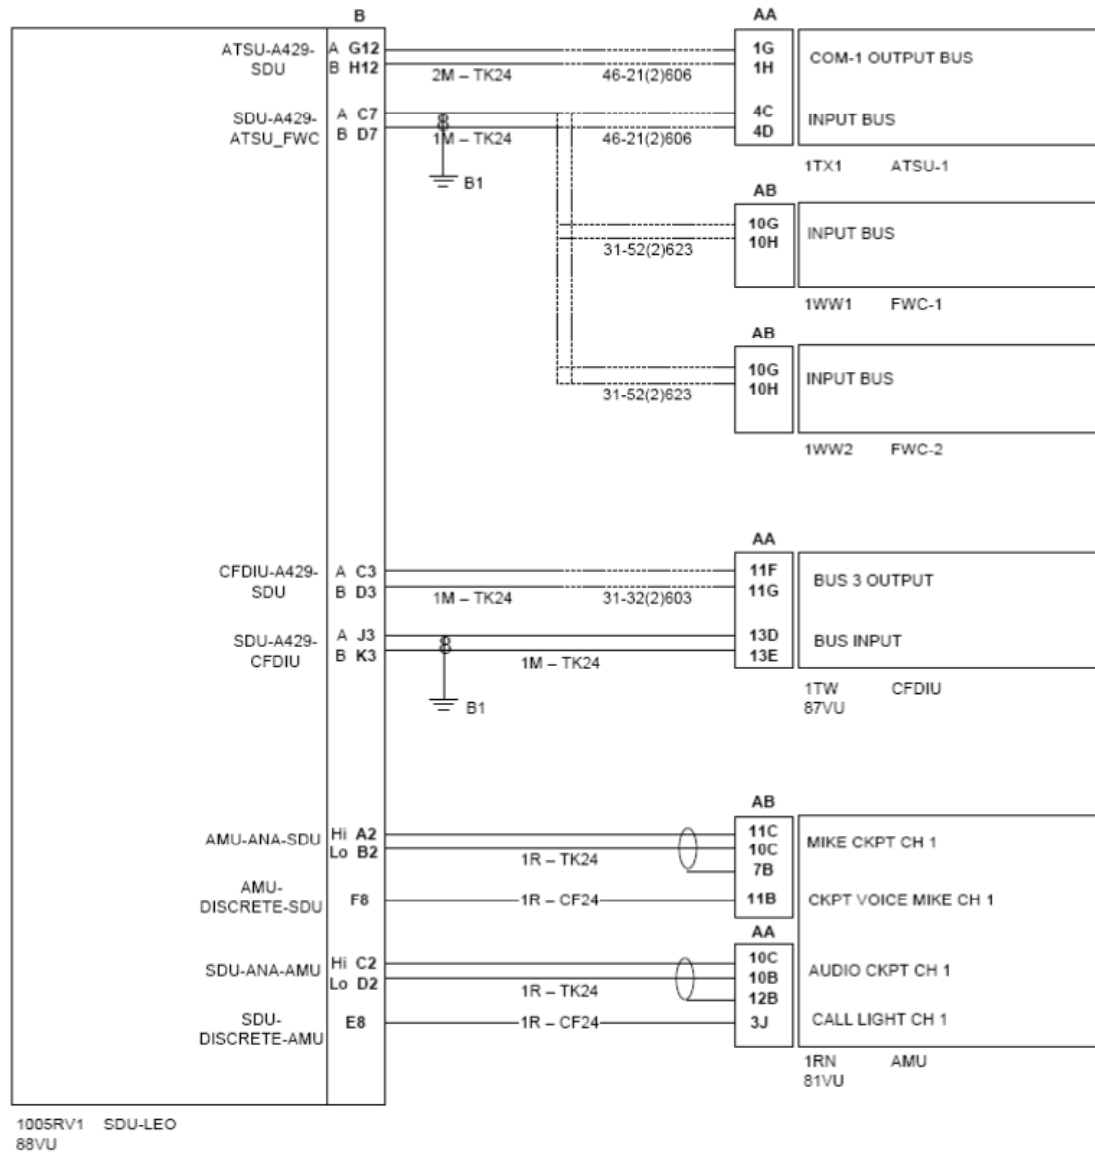 B AA
ATSU-A429- A G12 1G COM-1 OUTPUT BUS
SDU B H12 2M – TK24 46-21(2)606 1H
SDU-A429- A C7 4C INPUT BUS
ATSU_FWC B D7 1M – TK24 46-21(2)606 4D
B1 1TX1 ATSU-1
AB
10G INPUT BUS
10H
31-52(2)623
1WW1 FWC-1
AB
10G INPUT BUS
10H
31-52(2)623
1WW2 FWC-2
AA
CFDIU-A429- A C3 11F BUS 3 OUTPUT
SDU B D3 1M – TK24 31-32(2)603 11G
SDU-A429- A J3 13D BUS INPUT
CFDIU B K3 1M – TK24 13E
1TW CFDIU
B1 87VU
AB
AMU-ANA-SDU Hi A2 11C MIKE CKPT CH 1
Lo B2 1R – TK24 10C
7B
AMU-
DISCRETE-SDU F8 1R – CF24 11B CKPT VOICE MIKE CH 1
AA
SDU-ANA-AMU Hi C2 10C AUDIO CKPT CH 1
Lo D2 1R – TK24 10B
12B
SDU-
DISCRETE-AMU E8 1R – CF24 3J CALL LIGHT CH 1
1RN AMU
81VU
1005RV1 SDU-LEO
88VU